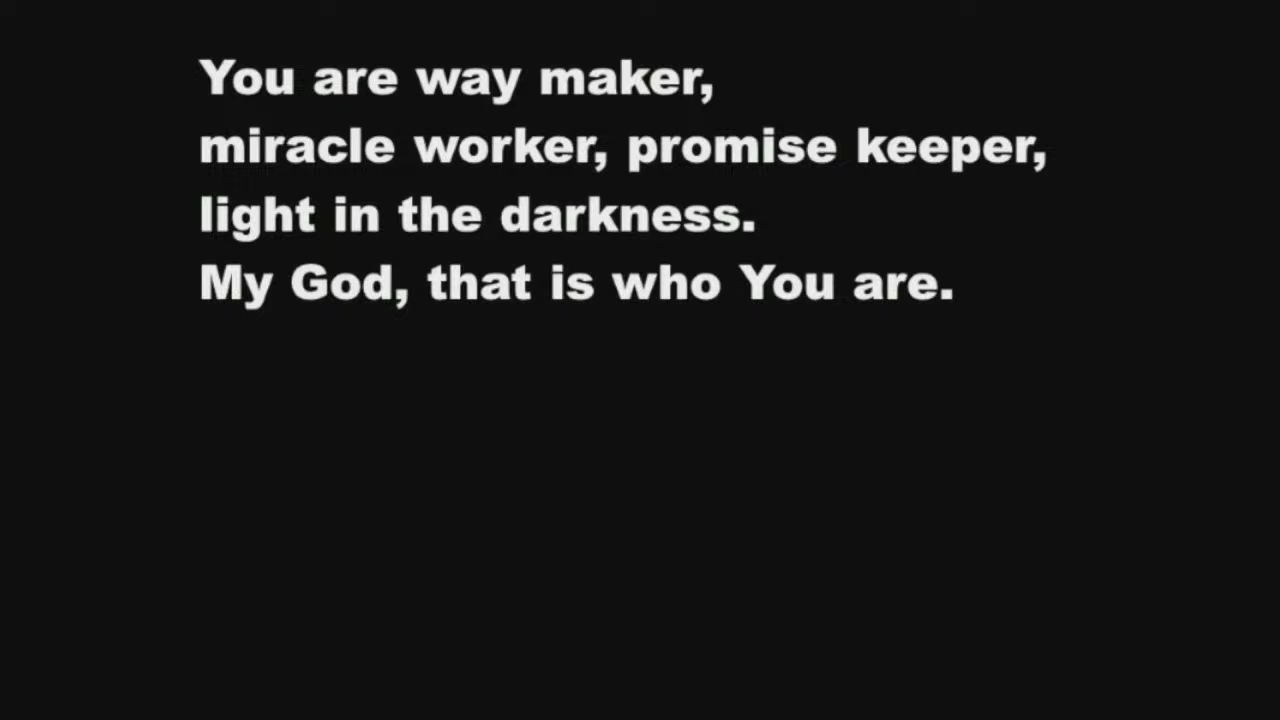 You are way maker,
miracle worker, promise keeper,
light in the darkness.
My God, that is who You are.